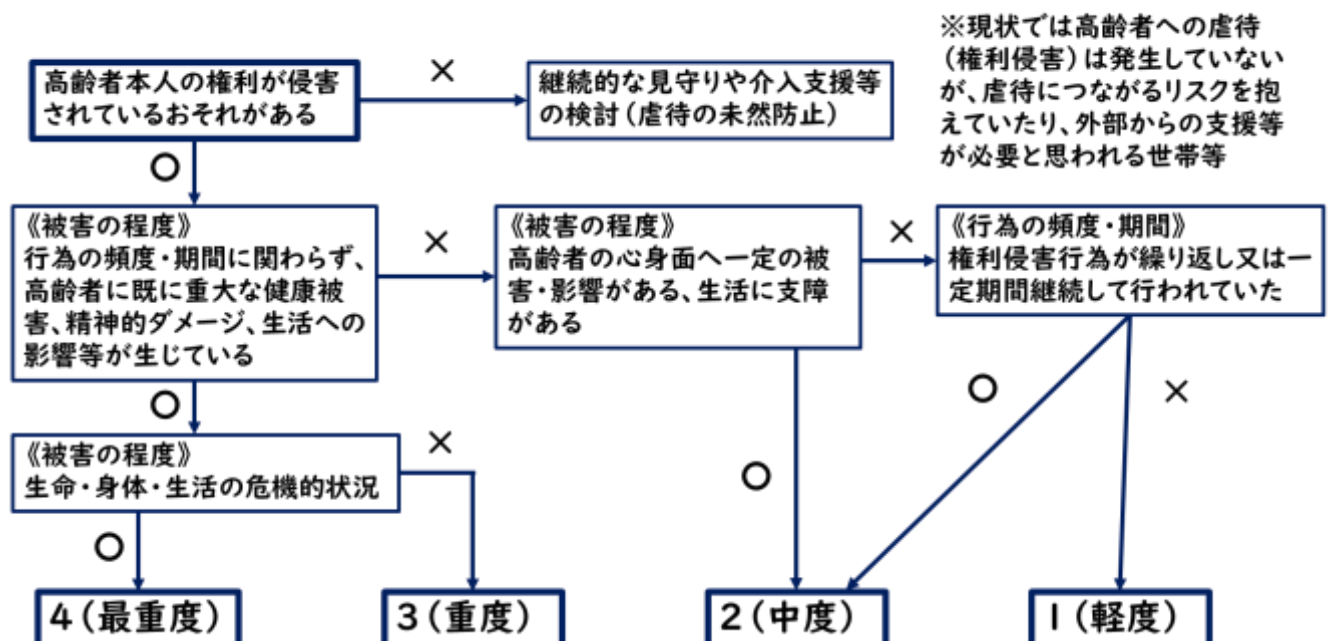 ※現状では高齢者への虐待
（権利侵害）は発生していない
が、虐待につながるリスクを抱
えていたり、外部からの支援等
が必要と思われる世帯等
高齢者本人の権利が侵害
されているおそれがある
×
継続的な見守りや介入支援等
の検討（虐待の未然防止）
○
《被害の程度》
行為の頻度・期間に関わらず、
高齢者に既に重大な健康被
害、精神的ダメージ、生活への
影響等が生じている
×
《被害の程度》
高齢者の心身面へ一定の被
害・影響がある、生活に支障
がある
×
《行為の頻度・期間》
権利侵害行為が繰り返し又は一
定期間継続して行われていた
○
○
×
《被害の程度》
生命・身体・生活の危機的状況
×
○
○
4（最重度）
3（重度）
2（中度）
1（軽度）